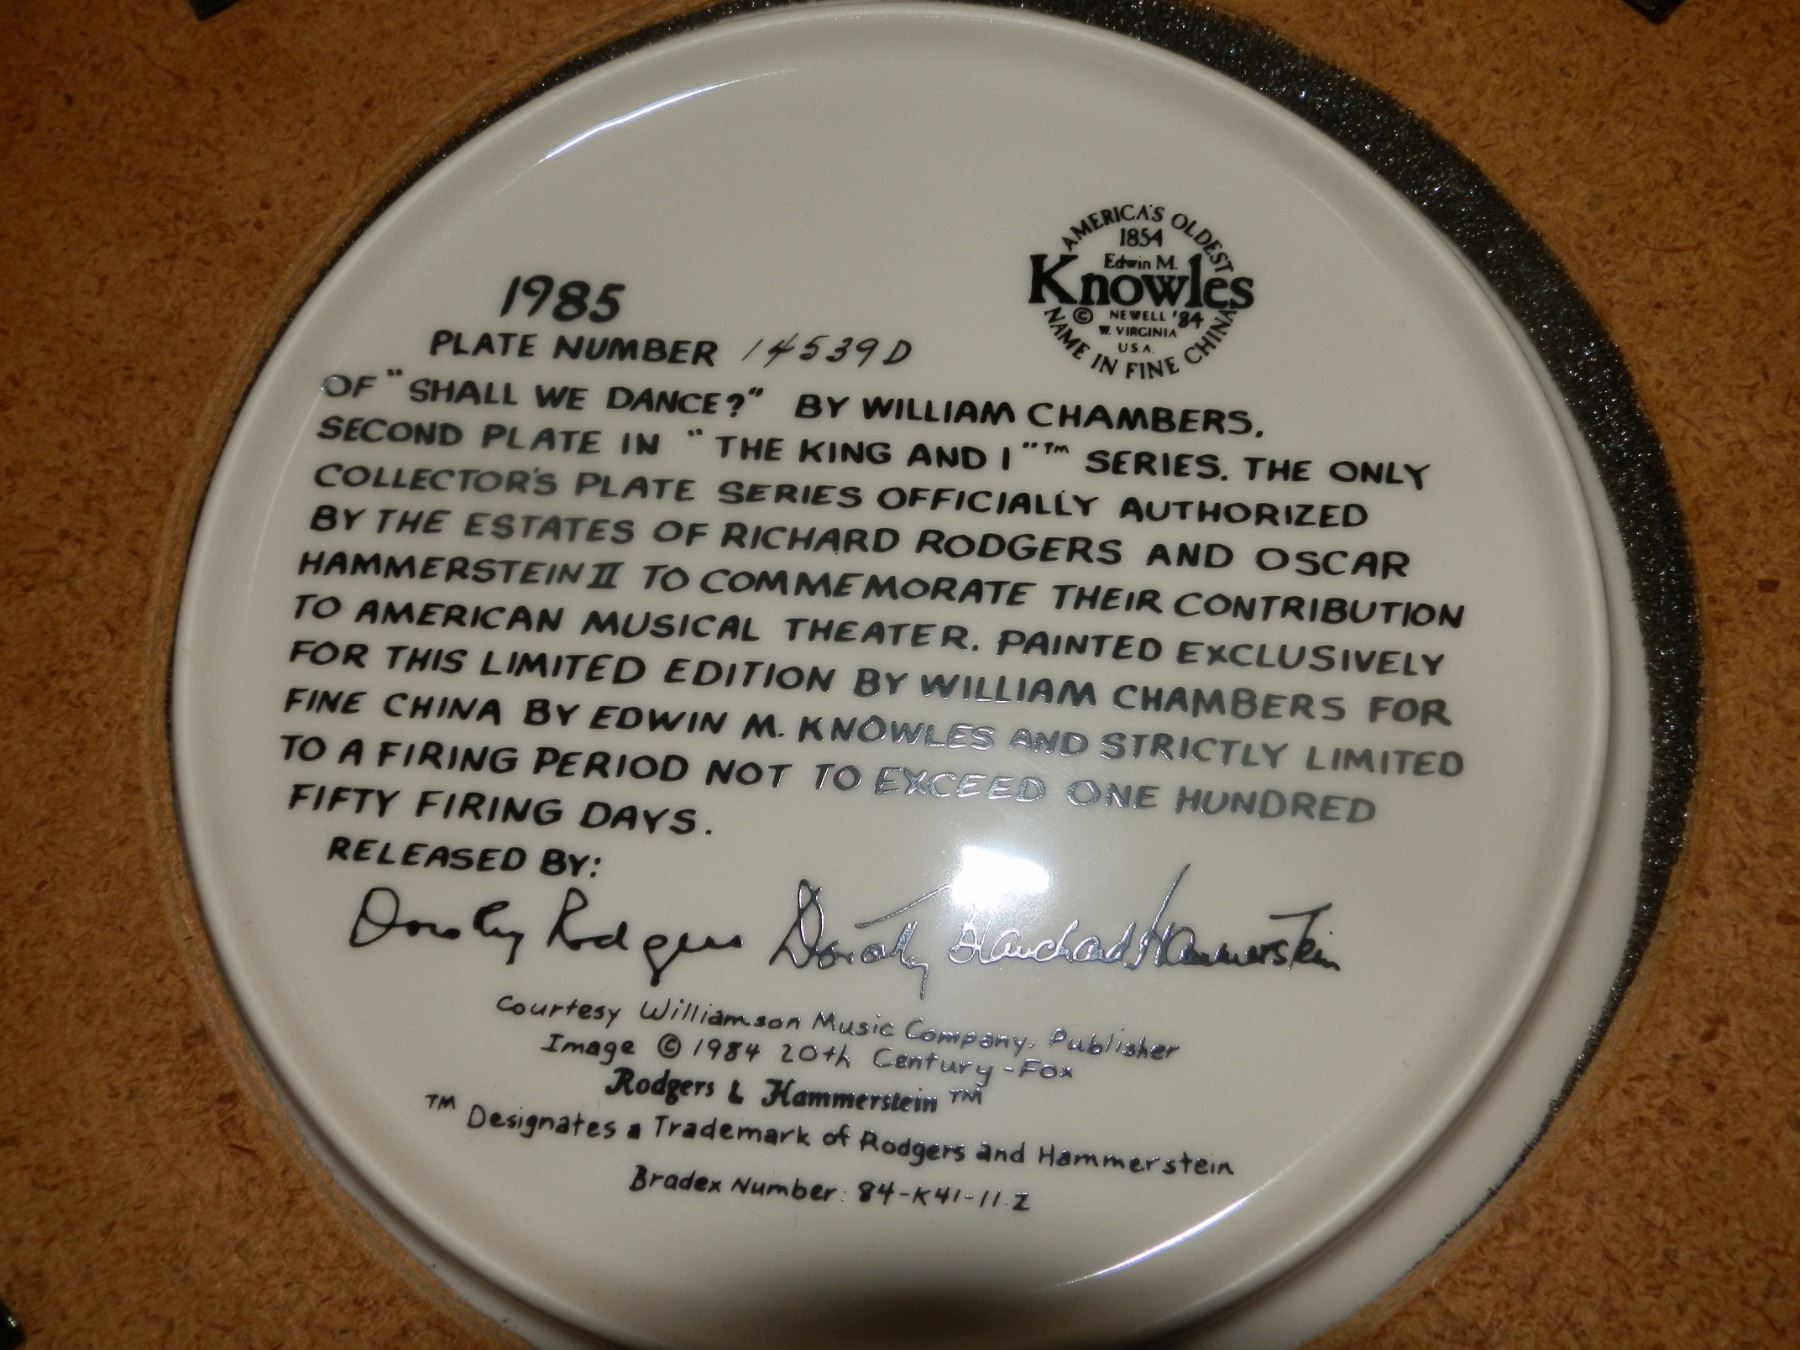 AMERICA'S OLDEST
1854
Edwin M.
Knowles
© NEWELL '84
W. VIRGINIA
U.S.A.
NAME IN FINE CHINA
1985
PLATE NUMBER 14539D
OF "SHALL WE DANCE?" BY WILLIAM CHAMBERS,
SECOND PLATE IN "THE KING AND I"™ SERIES. THE ONLY
COLLECTOR'S PLATE SERIES OFFICIALLY AUTHORIZED
BY THE ESTATES OF RICHARD RODGERS AND OSCAR
HAMMERSTEIN II TO COMMEMORATE THEIR CONTRIBUTION
TO AMERICAN MUSICAL THEATER. PAINTED EXCLUSIVELY
FOR THIS LIMITED EDITION BY WILLIAM CHAMBERS FOR
FINE CHINA BY EDWIN M. KNOWLES AND STRICTLY LIMITED
TO A FIRING PERIOD NOT TO EXCEED ONE HUNDRED
FIFTY FIRING DAYS.
RELEASED BY:
Dorothy Rodgers Dorothy Blanchard Hammerstein
Courtesy Williamson Music Company, Publisher
Image © 1984 20th Century-Fox
Rodgers & Hammerstein ™
™ Designates a Trademark of Rodgers and Hammerstein
Bradex Number: 84-K41-11.2